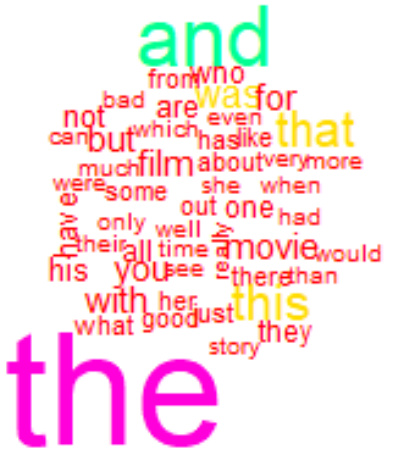 and
from who
was for
bad are even
not
can but which has like that
much film about very more
were some she when
have out one had
only well
their all time really movie would
his you see there than
with her just this
what good they
story
the